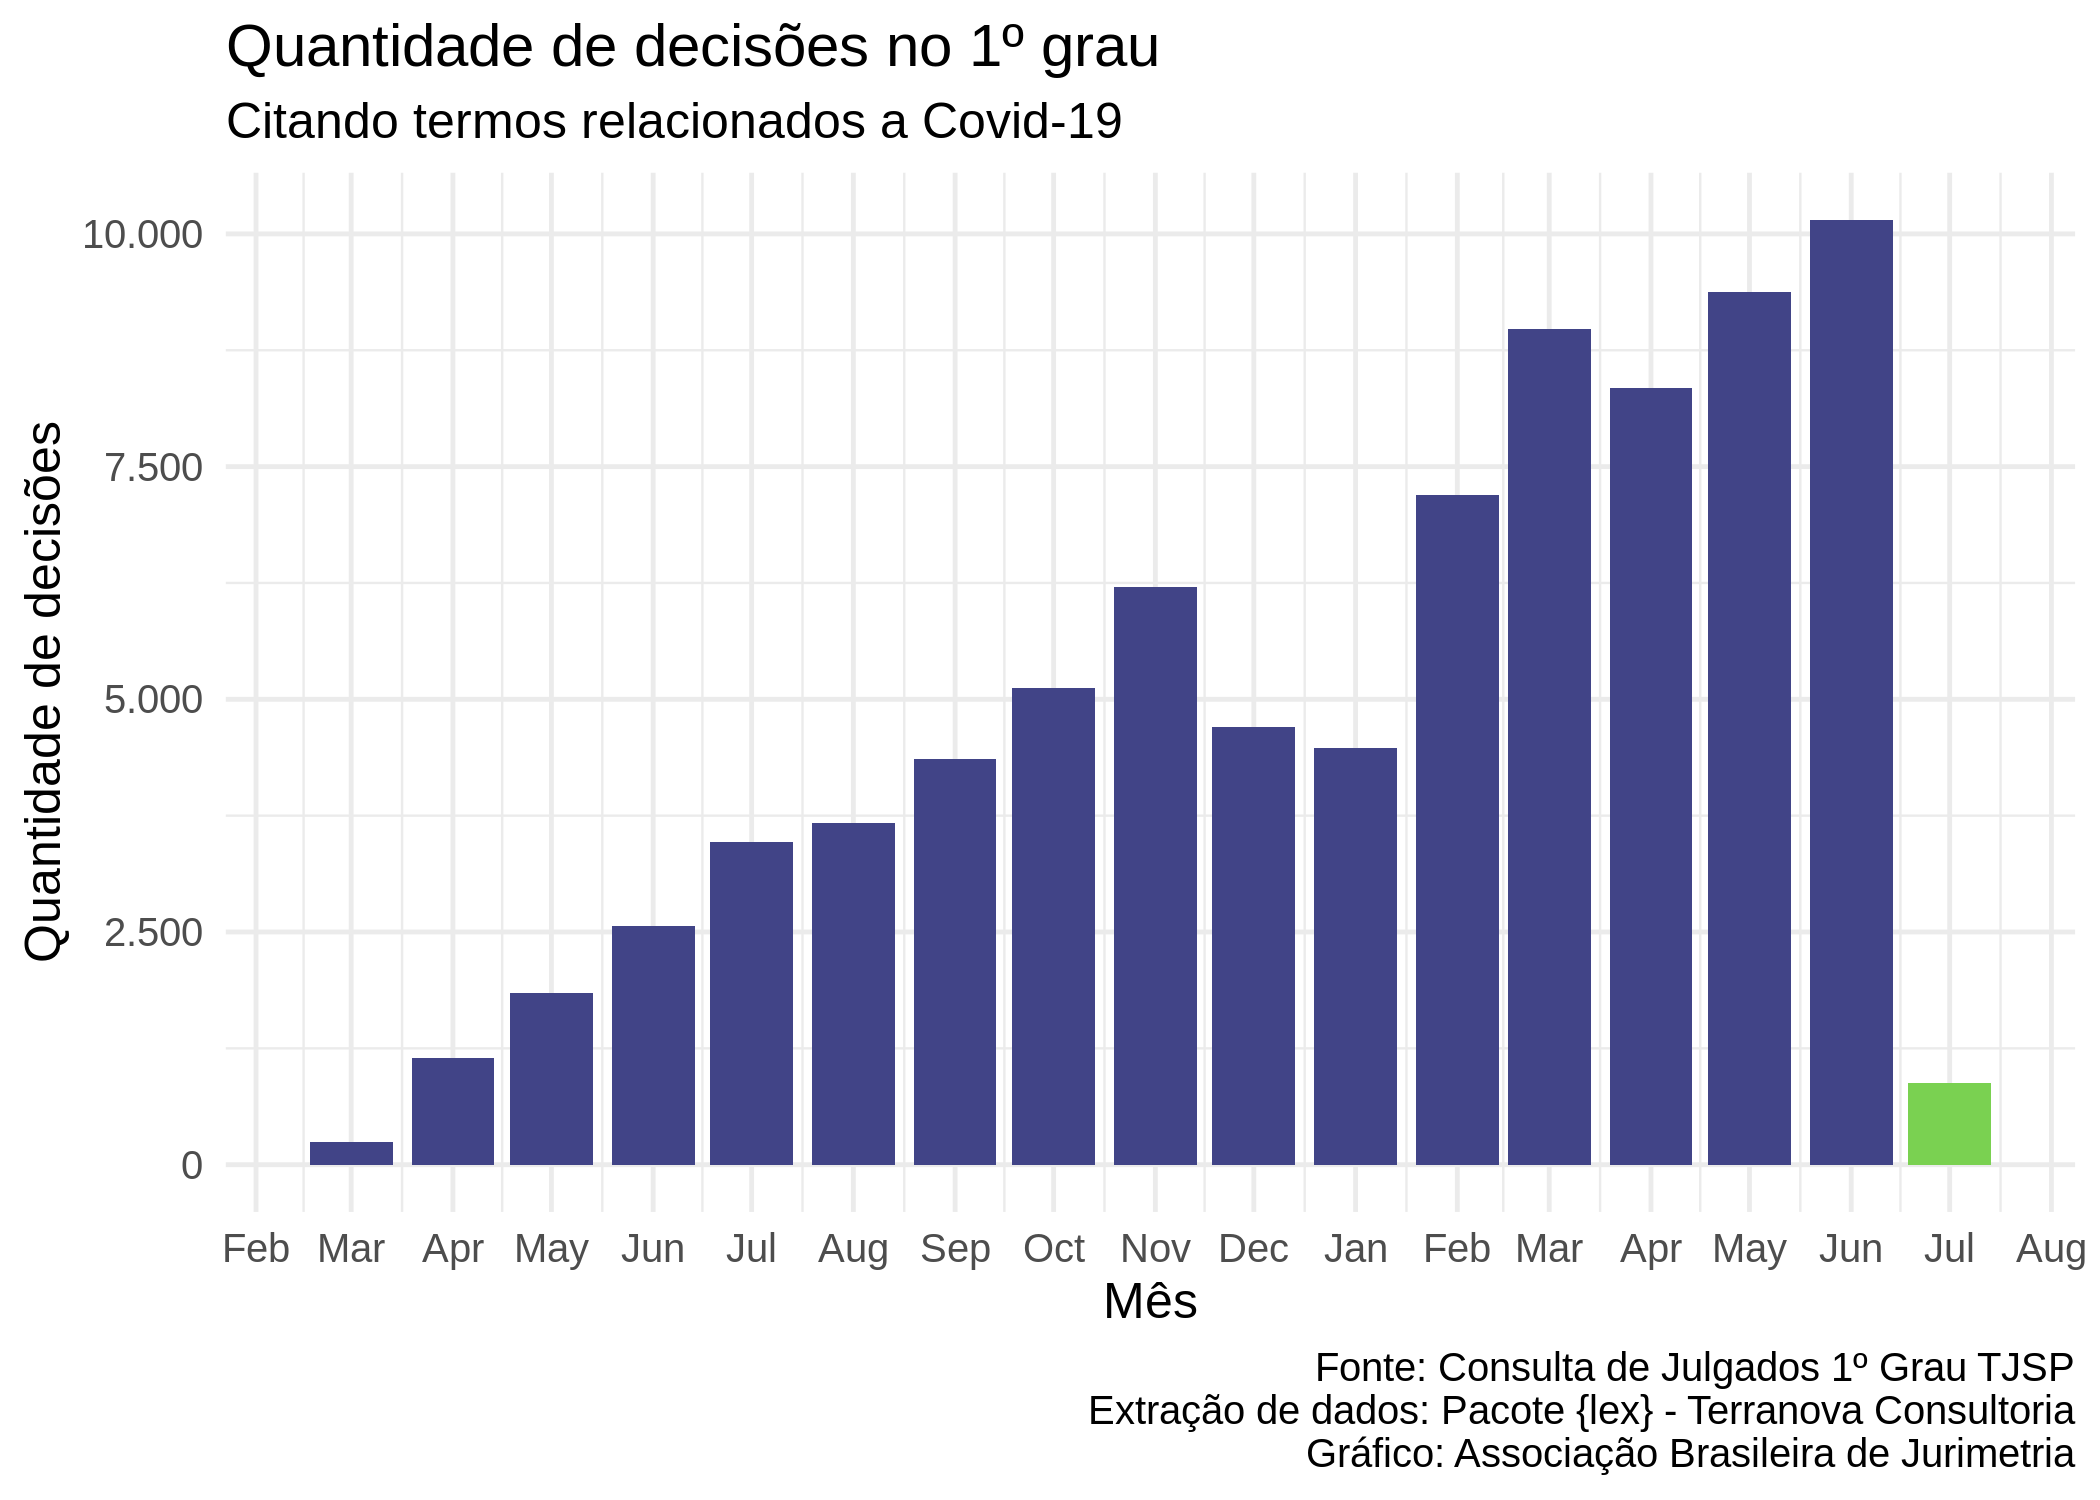 Quantidade de decisões no 1º grau
Citando termos relacionados a Covid-19
Quantidade de decisões
10.000
7.500
5.000
2.500
0
Feb Mar Apr May Jun Jul Aug Sep Oct Nov Dec Jan Feb Mar Apr May Jun Jul Aug
Mês
Fonte: Consulta de Julgados 1º Grau TJSP
Extração de dados: Pacote {lex} - Terranova Consultoria
Gráfico: Associação Brasileira de Jurimetria